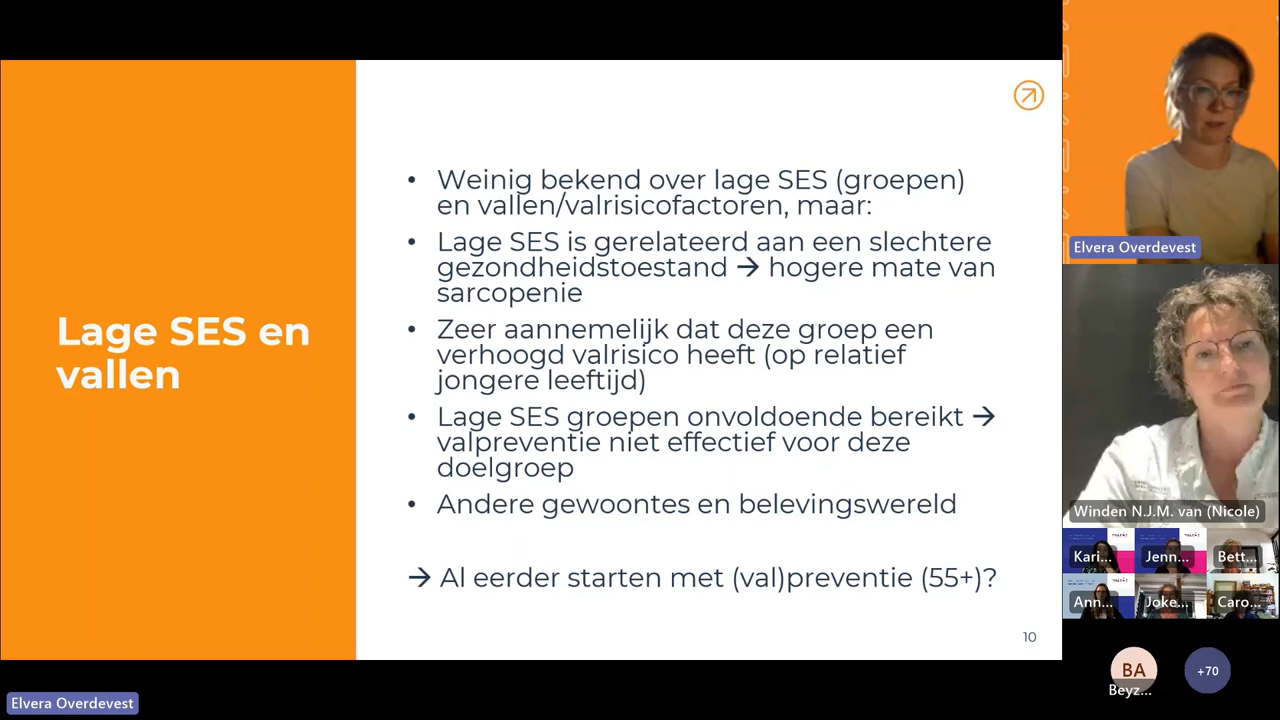 Lage SES en
vallen
• Weinig bekend over lage SES (groepen)
en vallen/valrisicofactoren, maar:
• Lage SES is gerelateerd aan een slechtere
gezondheidstoestand → hogere mate van
sarcopenie
• Zeer aannemelijk dat deze groep een
verhoogd valrisico heeft (op relatief
jongere leeftijd)
• Lage SES groepen onvoldoende bereikt →
valpreventie niet effectief voor deze
doelgroep
• Andere gewoontes en belevingswereld
→ Al eerder starten met (val)preventie (55+)?
10
Elvera Overdevest
Elvera Overdevest
Winden N.J.M. van (Nicole)
Kari...
Jenn...
Bett...
Ann...
Joke...
Caro...
BA
Beyz...
+70